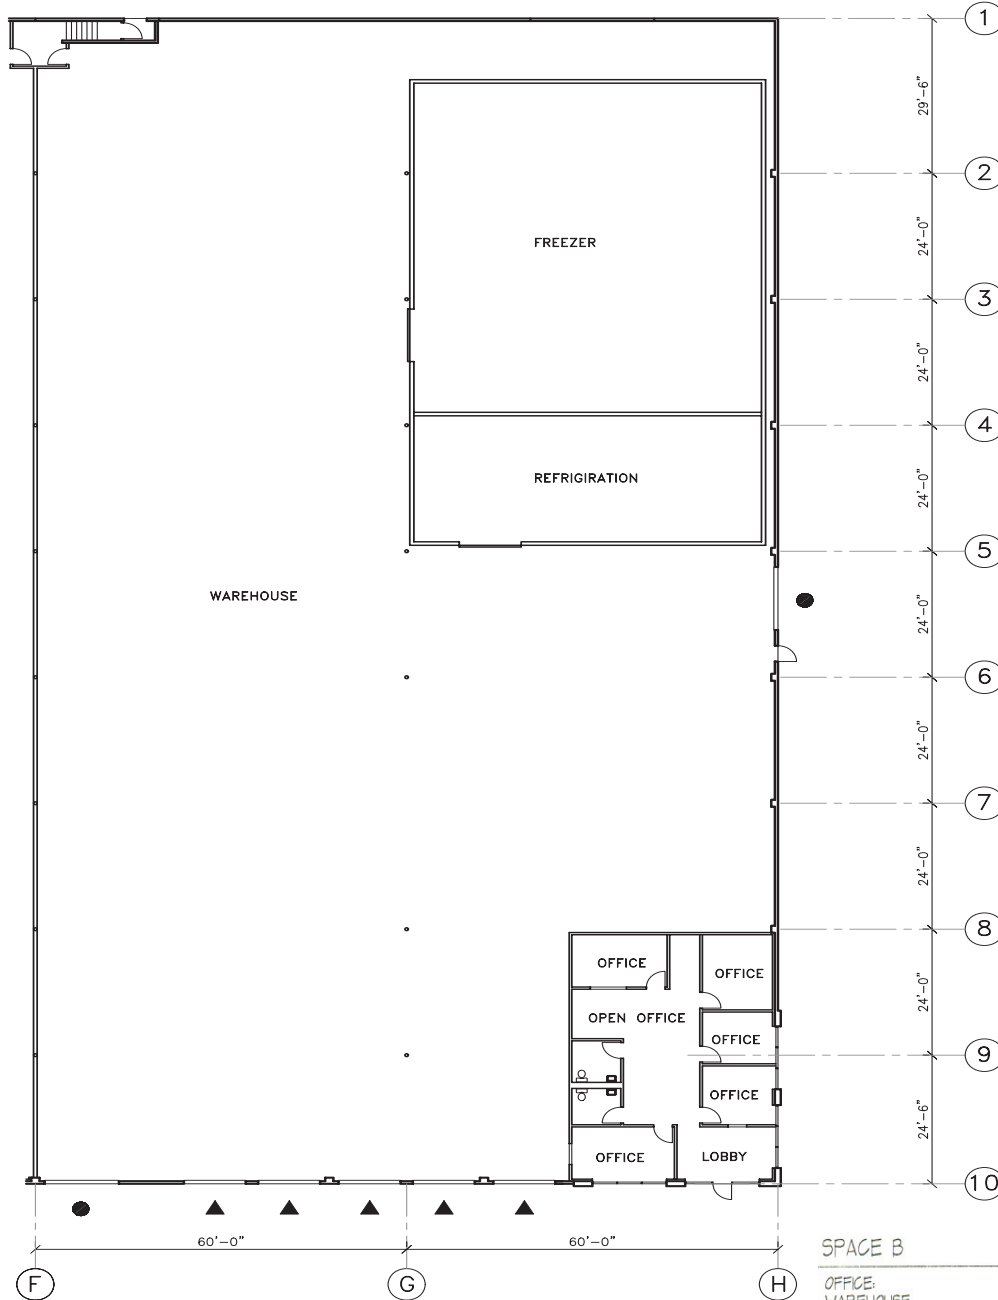 1
29'-6"
2
24'-0"
FREEZER
3
24'-0"
4
24'-0"
REFRIGIRATION
5
24'-0"
WAREHOUSE
6
24'-0"
7
24'-0"
8
OFFICE
OFFICE
24'-0"
OPEN OFFICE
OFFICE
9
OFFICE
24'-6"
OFFICE
LOBBY
10
60'-0"
60'-0"
SPACE B
F
G
H
OFFICE:
WAREHOUSE